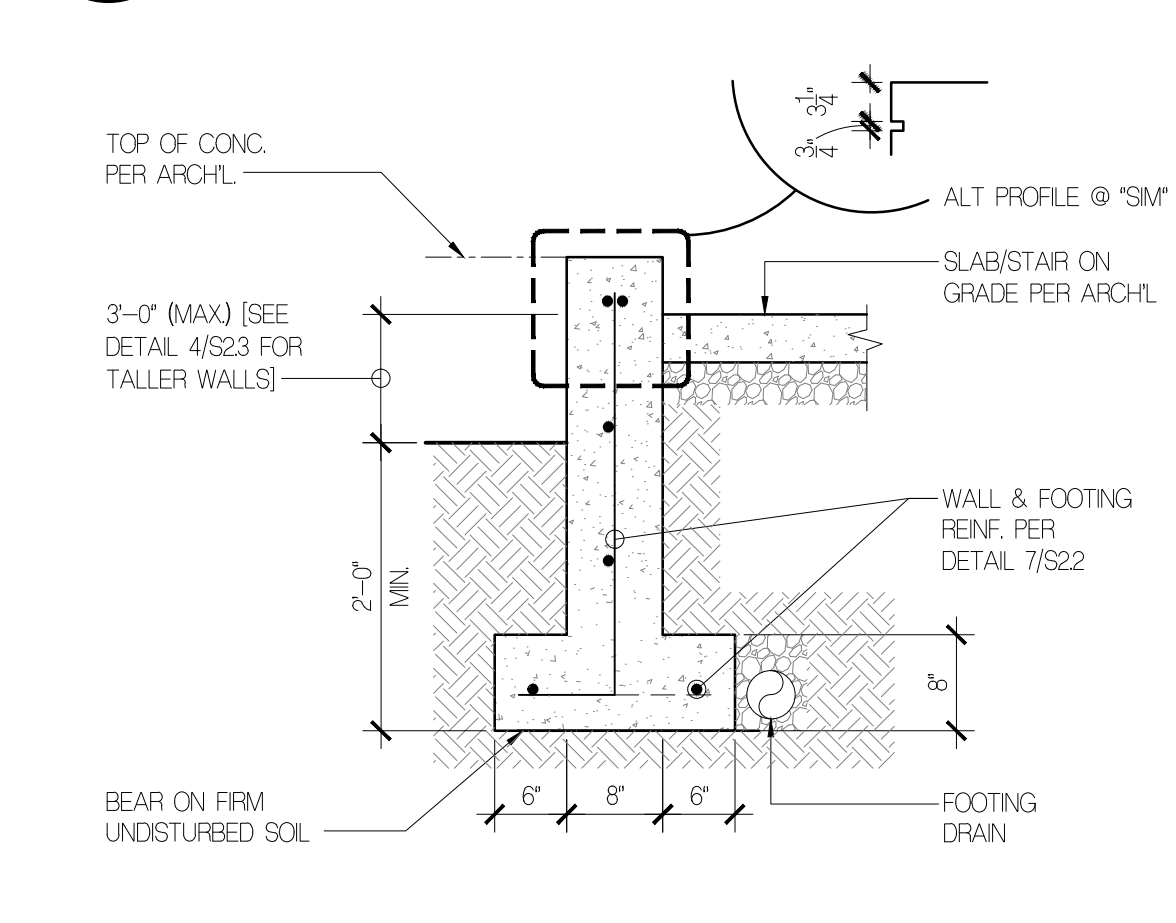 3 1/4"
3/4"
TOP OF CONC.
PER ARCH'L.
ALT PROFILE @ "SIM"
SLAB/STAIR ON
GRADE PER ARCH'L
3'-0" (MAX.) [SEE
DETAIL 4/S2.3 FOR
TALLER WALLS]
WALL & FOOTING
REINF. PER
DETAIL 7/S2.2
2'-0"
MIN.
8"
6"
8"
6"
BEAR ON FIRM
UNDISTURBED SOIL
FOOTING
DRAIN